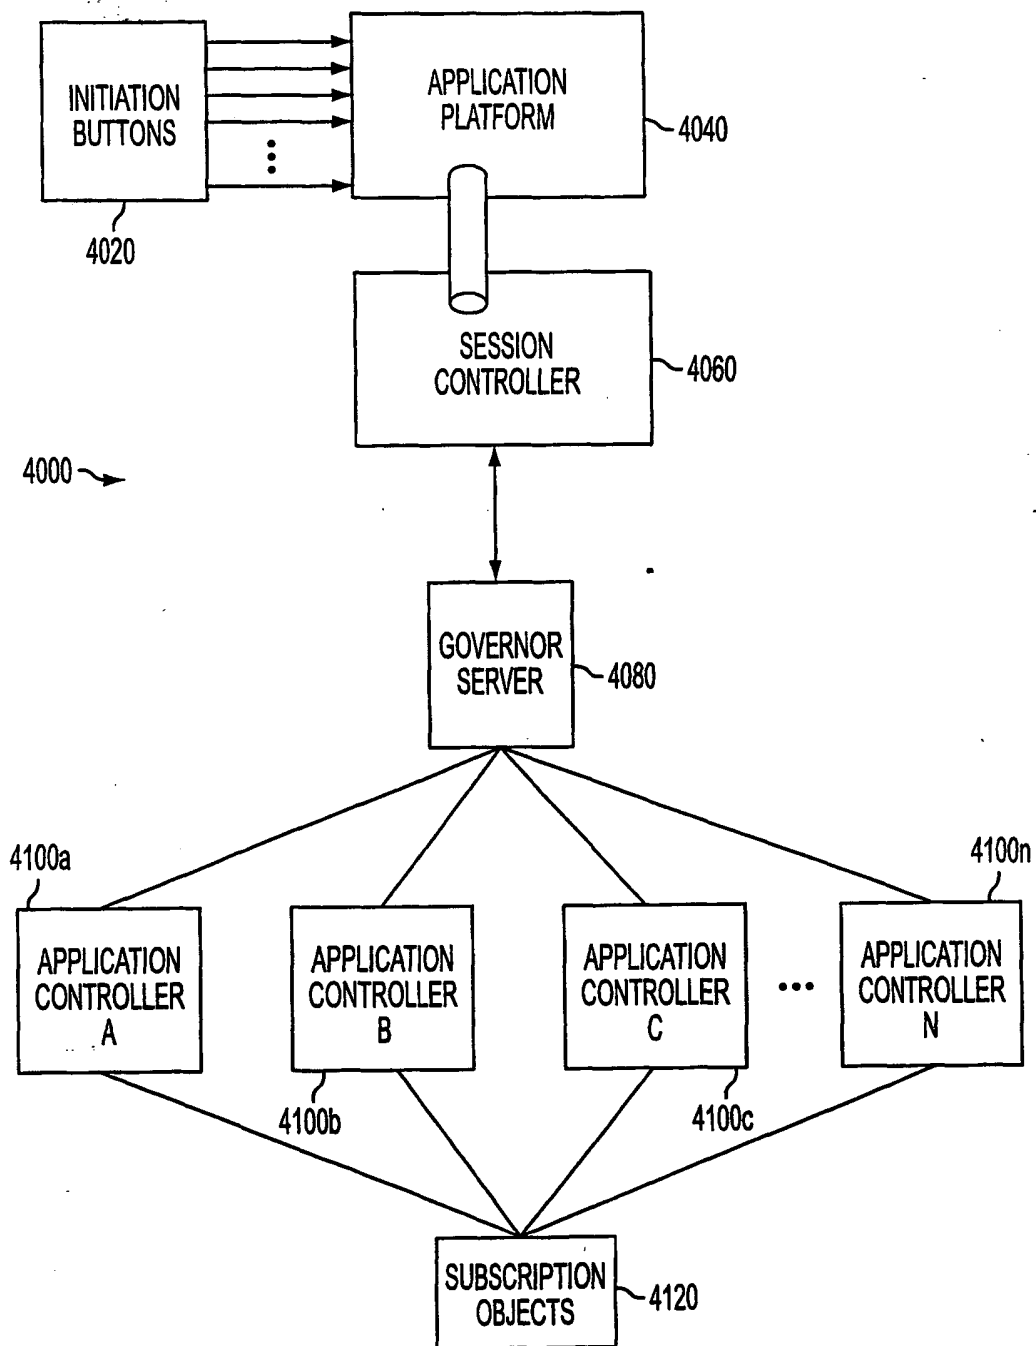 INITIATION
BUTTONS
4020
APPLICATION
PLATFORM
4040
SESSION
CONTROLLER
4060
4000
GOVERNOR
SERVER
4080
4100a
APPLICATION
CONTROLLER
A
APPLICATION
CONTROLLER
B
4100b
APPLICATION
CONTROLLER
C
4100c
4100n
APPLICATION
CONTROLLER
N
SUBSCRIPTION
OBJECTS
4120